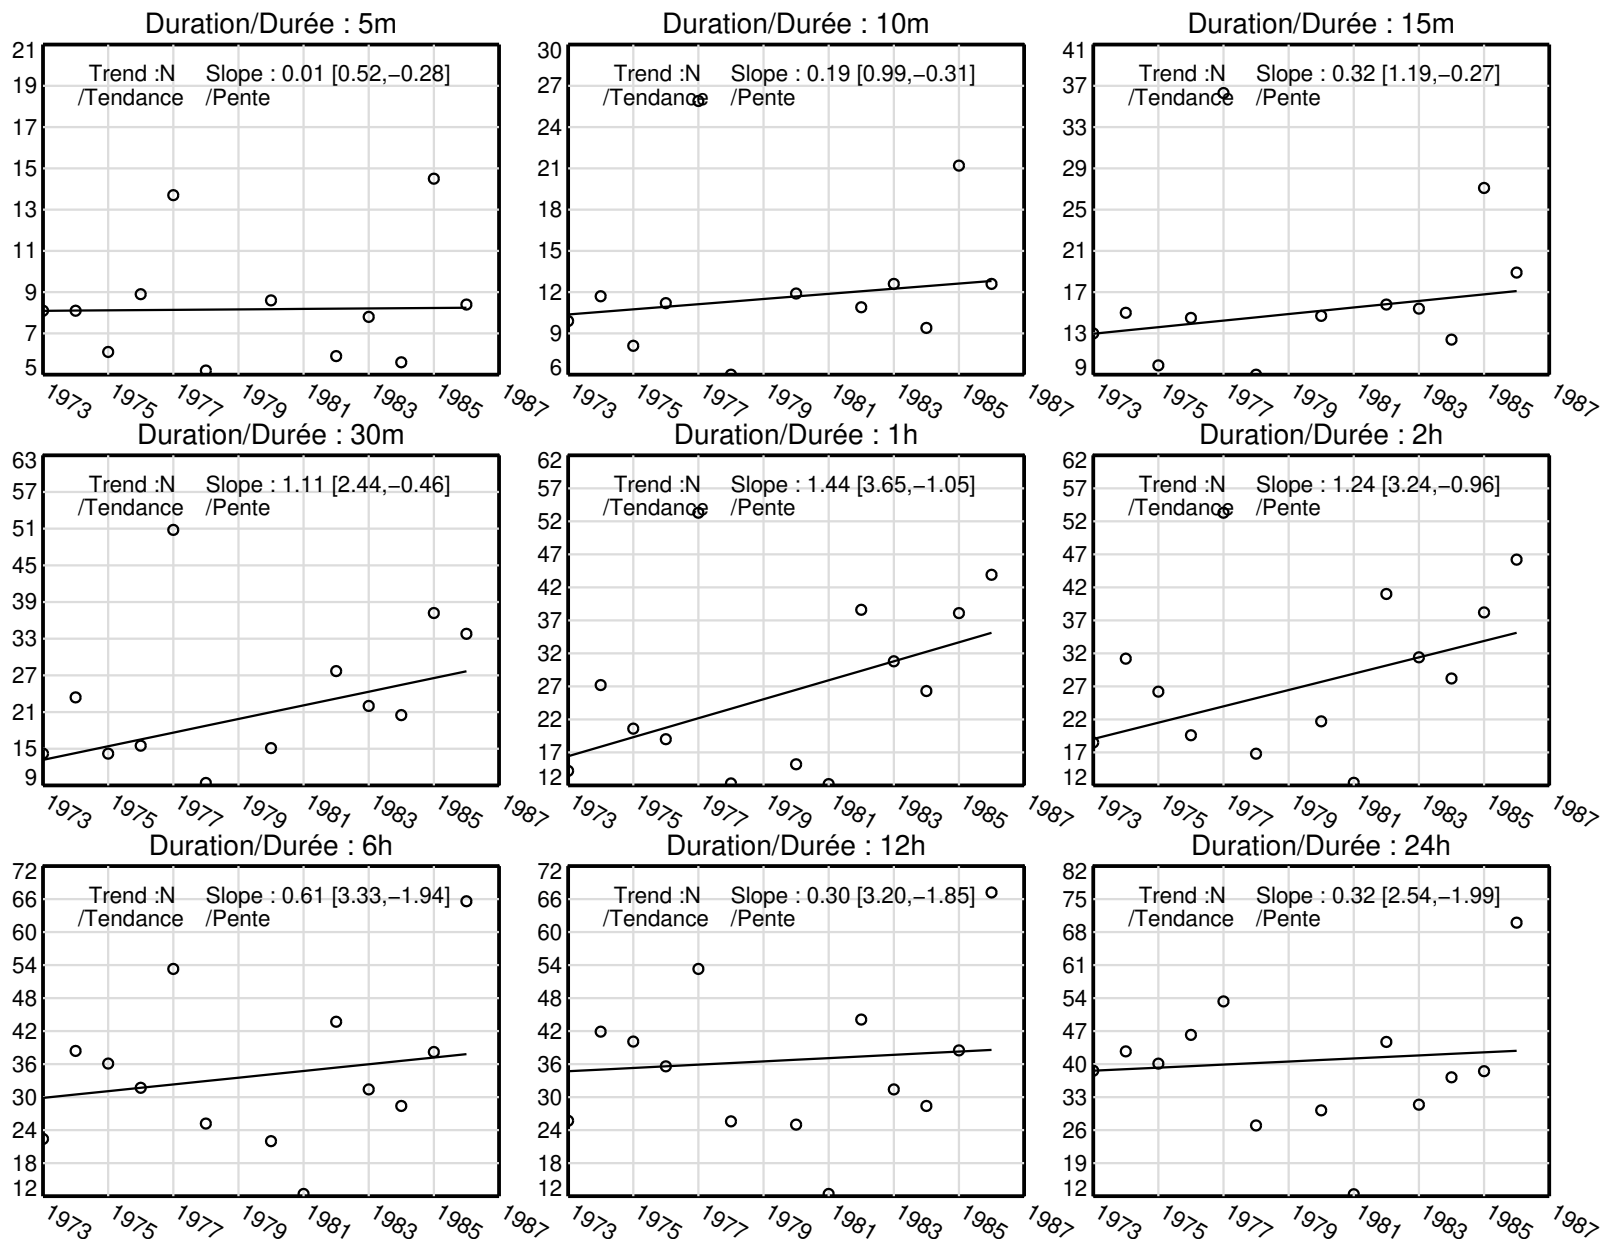 Duration/Durée : 5m
Trend :N Slope : 0.01 [0.52,−0.28]
/Tendance /Pente
21
19
17
15
13
11
9
7
5
1973 1975 1977 1979 1981 1983 1985 1987
Duration/Durée : 10m
Trend :N Slope : 0.19 [0.99,−0.31]
/Tendance /Pente
30
27
24
21
18
15
12
9
6
1973 1975 1977 1979 1981 1983 1985 1987
Duration/Durée : 15m
Trend :N Slope : 0.32 [1.19,−0.27]
/Tendance /Pente
41
37
33
29
25
21
17
13
9
1973 1975 1977 1979 1981 1983 1985 1987
Duration/Durée : 30m
Trend :N Slope : 1.11 [2.44,−0.46]
/Tendance /Pente
63
57
51
45
39
33
27
21
15
9
1973 1975 1977 1979 1981 1983 1985 1987
Duration/Durée : 1h
Trend :N Slope : 1.44 [3.65,−1.05]
/Tendance /Pente
62
57
52
47
42
37
32
27
22
17
12
1973 1975 1977 1979 1981 1983 1985 1987
Duration/Durée : 2h
Trend :N Slope : 1.24 [3.24,−0.96]
/Tendance /Pente
62
57
52
47
42
37
32
27
22
17
12
1973 1975 1977 1979 1981 1983 1985 1987
Duration/Durée : 6h
Trend :N Slope : 0.61 [3.33,−1.94]
/Tendance /Pente
72
66
60
54
48
42
36
30
24
18
12
1973 1975 1977 1979 1981 1983 1985 1987
Duration/Durée : 12h
Trend :N Slope : 0.30 [3.20,−1.85]
/Tendance /Pente
72
66
60
54
48
42
36
30
24
18
12
1973 1975 1977 1979 1981 1983 1985 1987
Duration/Durée : 24h
Trend :N Slope : 0.32 [2.54,−1.99]
/Tendance /Pente
82
75
68
61
54
47
40
33
26
19
12
1973 1975 1977 1979 1981 1983 1985 1987